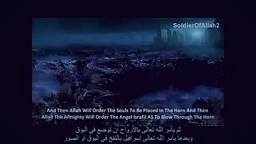 SoldierOfAllah2
And Then Allah Will Order The Souls To Be Placed In The Horn And Then
Allah The Almighty Will Order The Angel Israfil AS To Blow Through The Horn
ثم يأمر الله تعالى بالأرواح أن توضع في البوق
وبعدها يأمر الله تعالى إسرافيل بالنفخ في البوق أو الصور